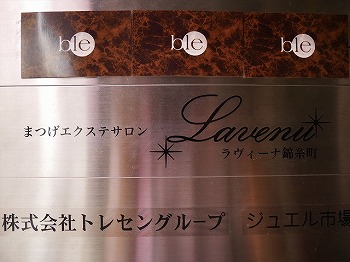 ble ble ble
まつげエクステサロン Lavenu
ラヴィーナ錦糸町
株式会社トレセングループ ジュエル市場